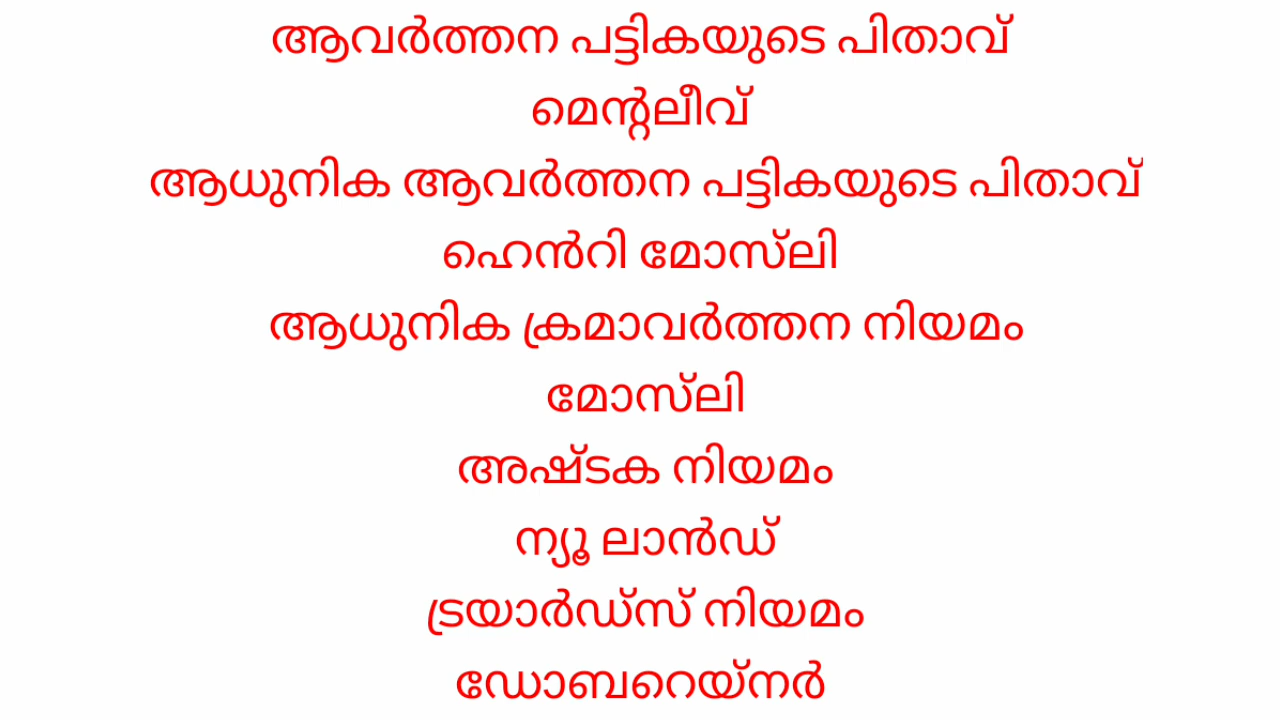 ആവർത്തന പട്ടികയുടെ പിതാവ്
മെന്റലീവ്
ആധുനിക ആവർത്തന പട്ടികയുടെ പിതാവ്
ഹെൻറി മോസ്‌ലി
ആധുനിക ക്രമാവർത്തന നിയമം
മോസ്‌ലി
അഷ്ടക നിയമം
ന്യൂ ലാൻഡ്
ട്രയാർഡ്സ് നിയമം
ഡോബറെയ്നർ